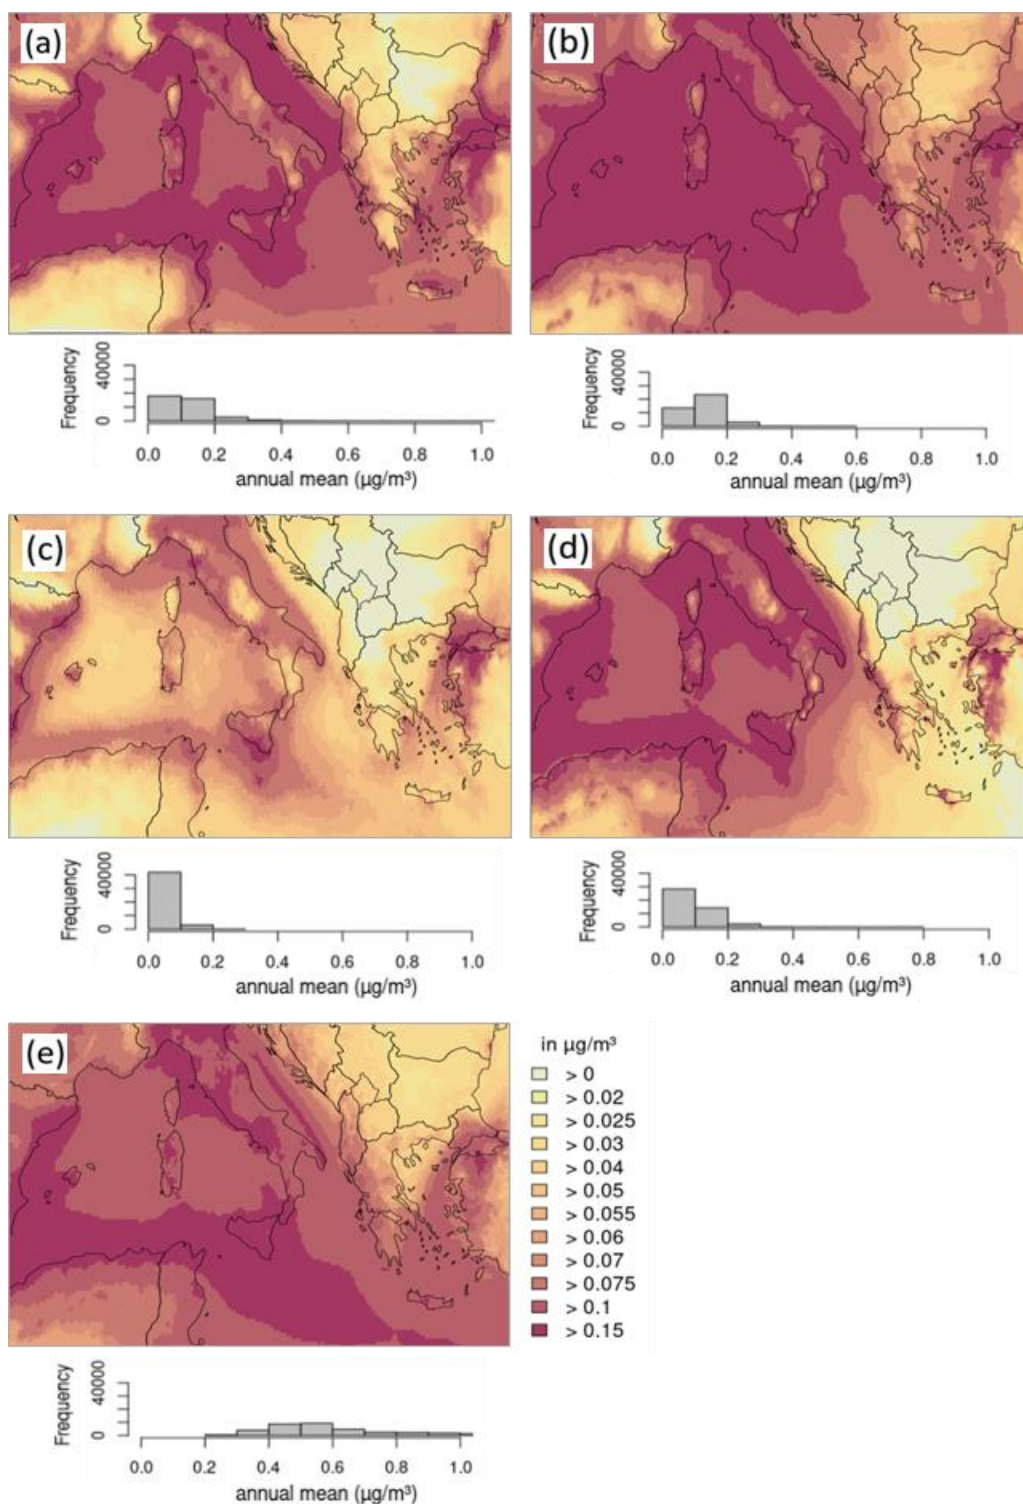 (a)
(b)
Frequency
0 40000
0.0 0.2 0.4 0.6 0.8 1.0
annual mean (µg/m³)
Frequency
0 40000
0.0 0.2 0.4 0.6 0.8 1.0
annual mean (µg/m³)
(c)
(d)
Frequency
0 40000
0.0 0.2 0.4 0.6 0.8 1.0
annual mean (µg/m³)
Frequency
0 40000
0.0 0.2 0.4 0.6 0.8 1.0
annual mean (µg/m³)
(e)
in µg/m³
> 0
> 0.02
> 0.025
> 0.03
> 0.04
> 0.05
> 0.055
> 0.06
> 0.07
> 0.075
> 0.1
> 0.15
Frequency
0 40000
0.0 0.2 0.4 0.6 0.8 1.0
annual mean (µg/m³)